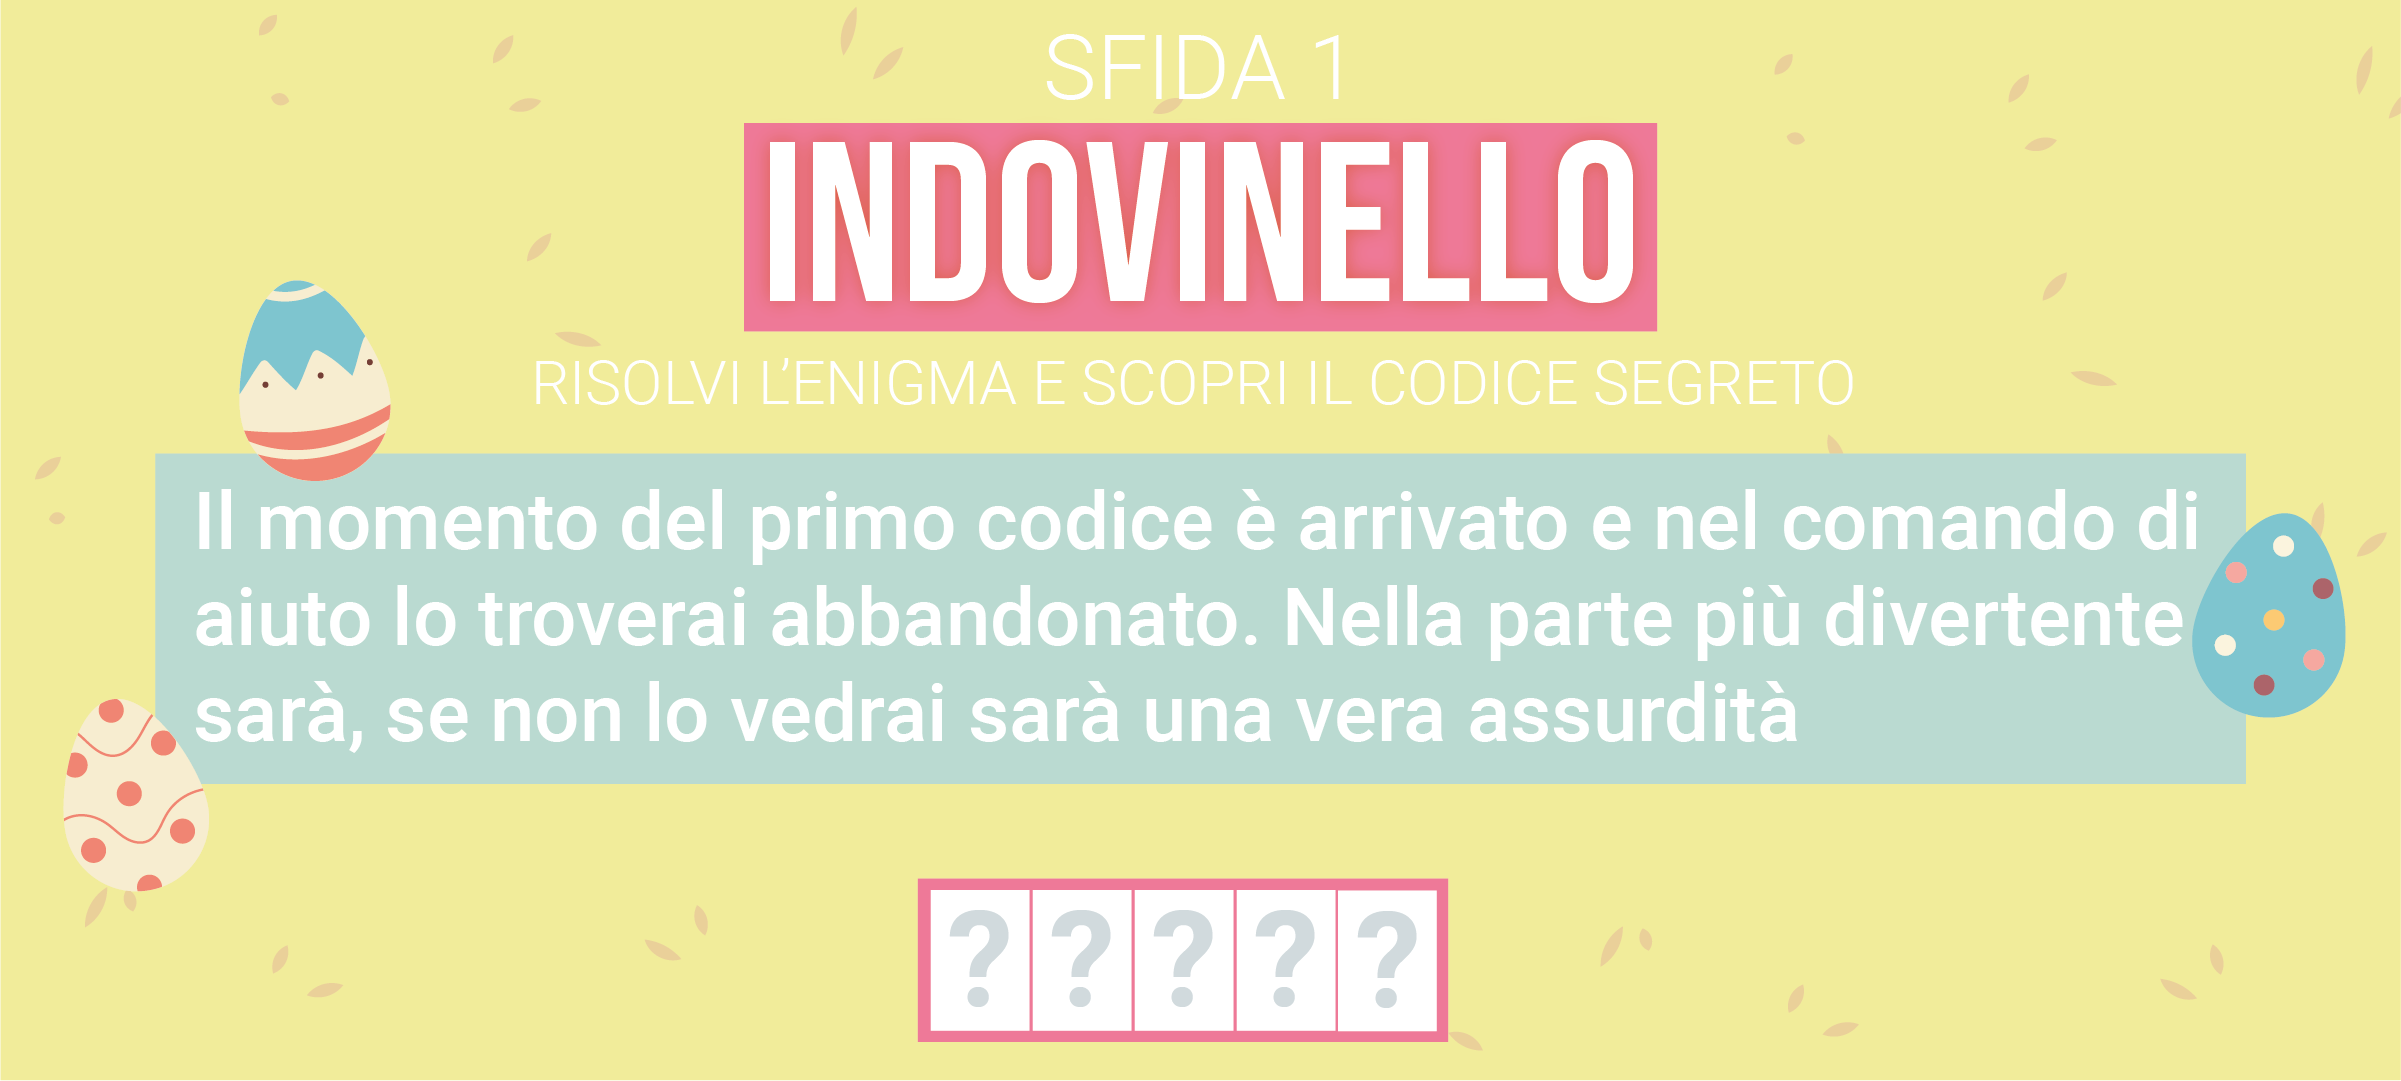 SFIDA 1
INDOVINELLO
RISOLVI L'ENIGMA E SCOPRI IL CODICE SEGRETO
Il momento del primo codice è arrivato e nel comando di
aiuto lo troverai abbandonato. Nella parte più divertente
sarà, se non lo vedrai sarà una vera assurdità
? ? ? ? ?